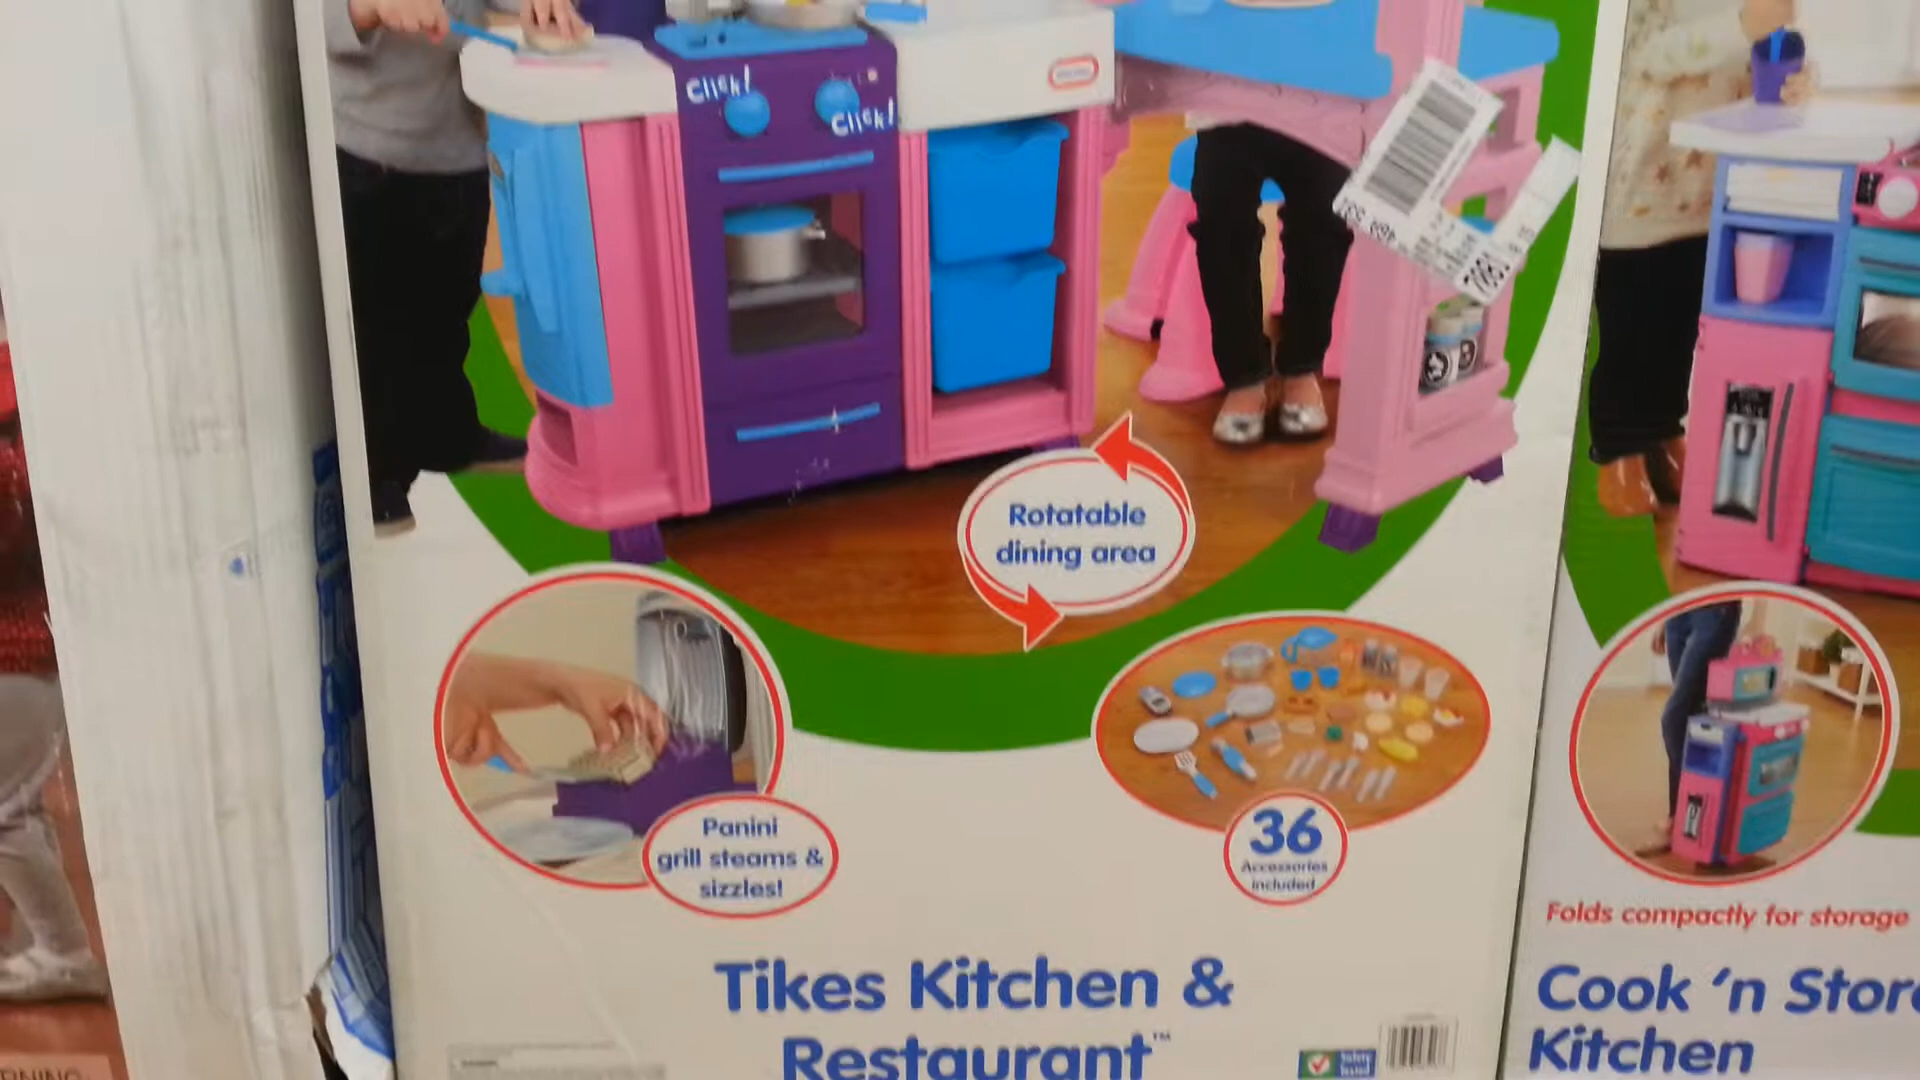 Click!
Click!
Rotatable
dining area
Panini
grill steams &
sizzles!
36
Accessories
included
Tikes Kitchen &
Restaurant™
Folds compactly for storage
Cook 'n Store
Kitchen